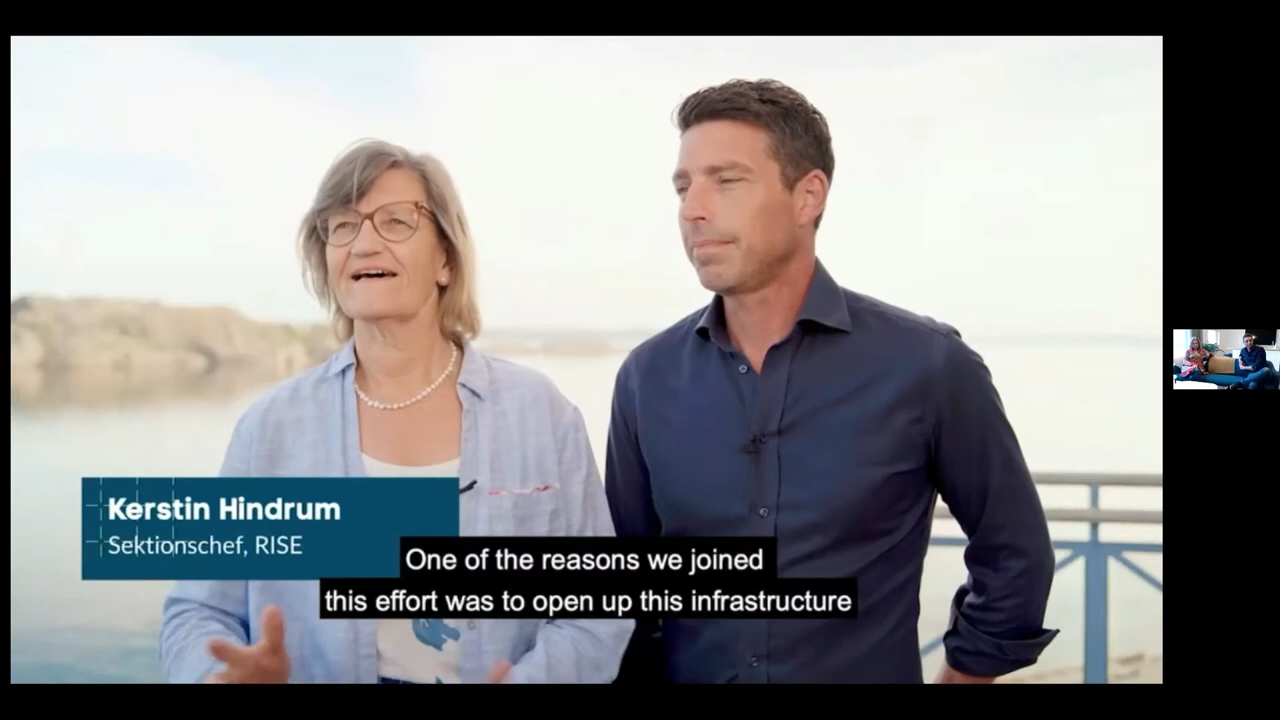 Kerstin Hindrum
Sektionschef, RISE
One of the reasons we joined
this effort was to open up this infrastructure